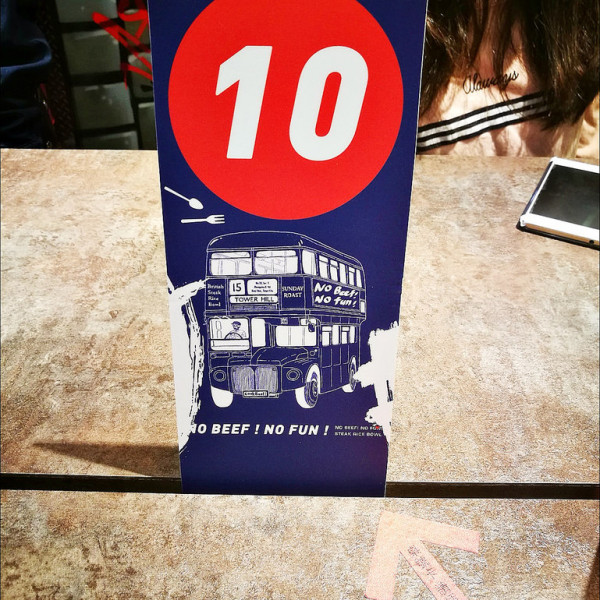 10
Always
British
Steak
Rice
Bowl
15
TOWER HILL
SUNDAY
ROAST
No Beef!
No fun!
NO BEEF ! NO FUN !
NO BEEF! NO FUN!
STEAK RICE BOWL